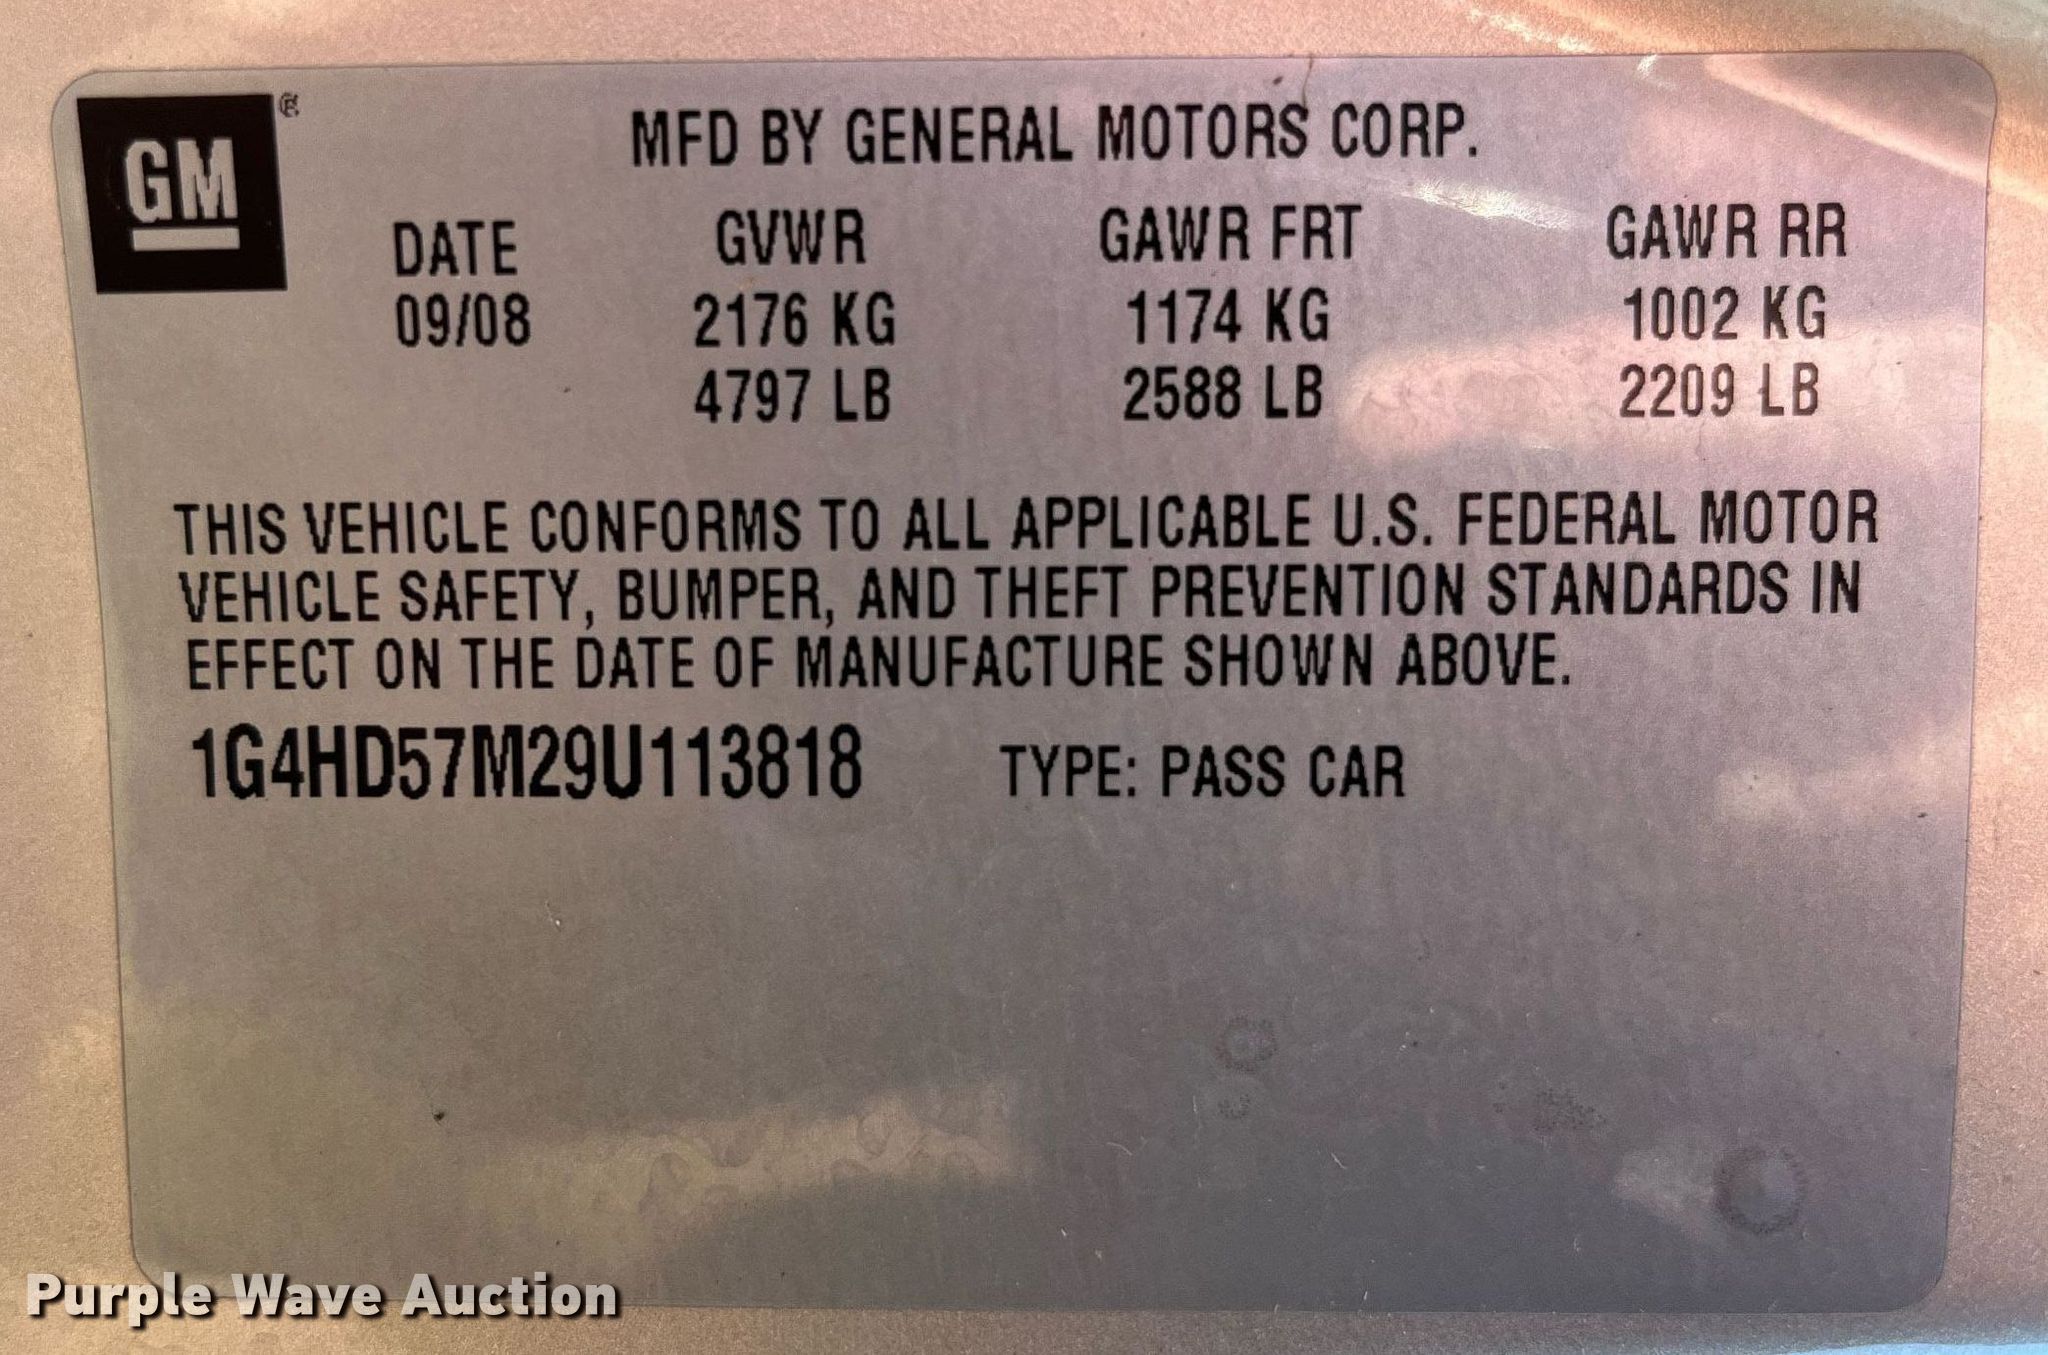 GM ®
MFD BY GENERAL MOTORS CORP.
DATE GVWR GAWR FRT GAWR RR
09/08 2176 KG 1174 KG 1002 KG
4797 LB 2588 LB 2209 LB
THIS VEHICLE CONFORMS TO ALL APPLICABLE U.S. FEDERAL MOTOR
VEHICLE SAFETY, BUMPER, AND THEFT PREVENTION STANDARDS IN
EFFECT ON THE DATE OF MANUFACTURE SHOWN ABOVE.
1G4HD57M29U113818 TYPE: PASS CAR
Purple Wave Auction